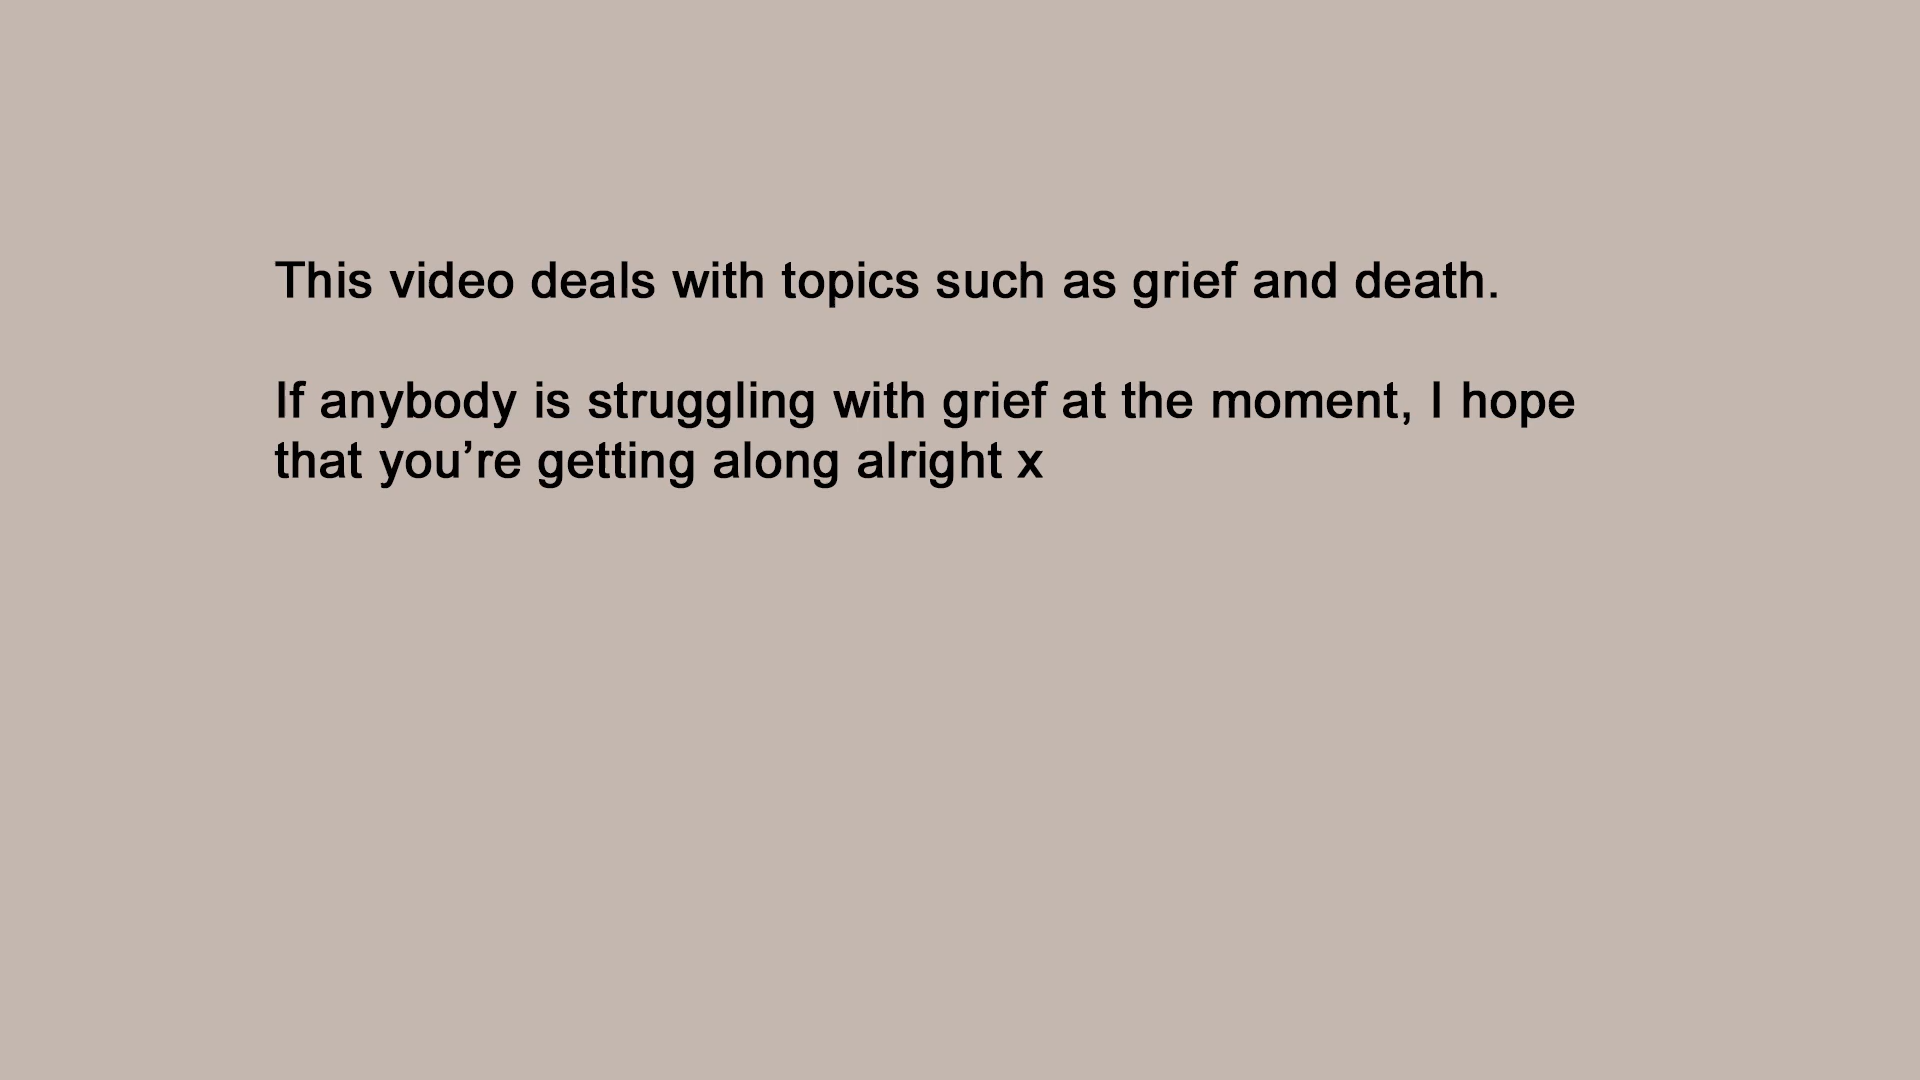 This video deals with topics such as grief and death.
If anybody is struggling with grief at the moment, I hope
that you’re getting along alright x